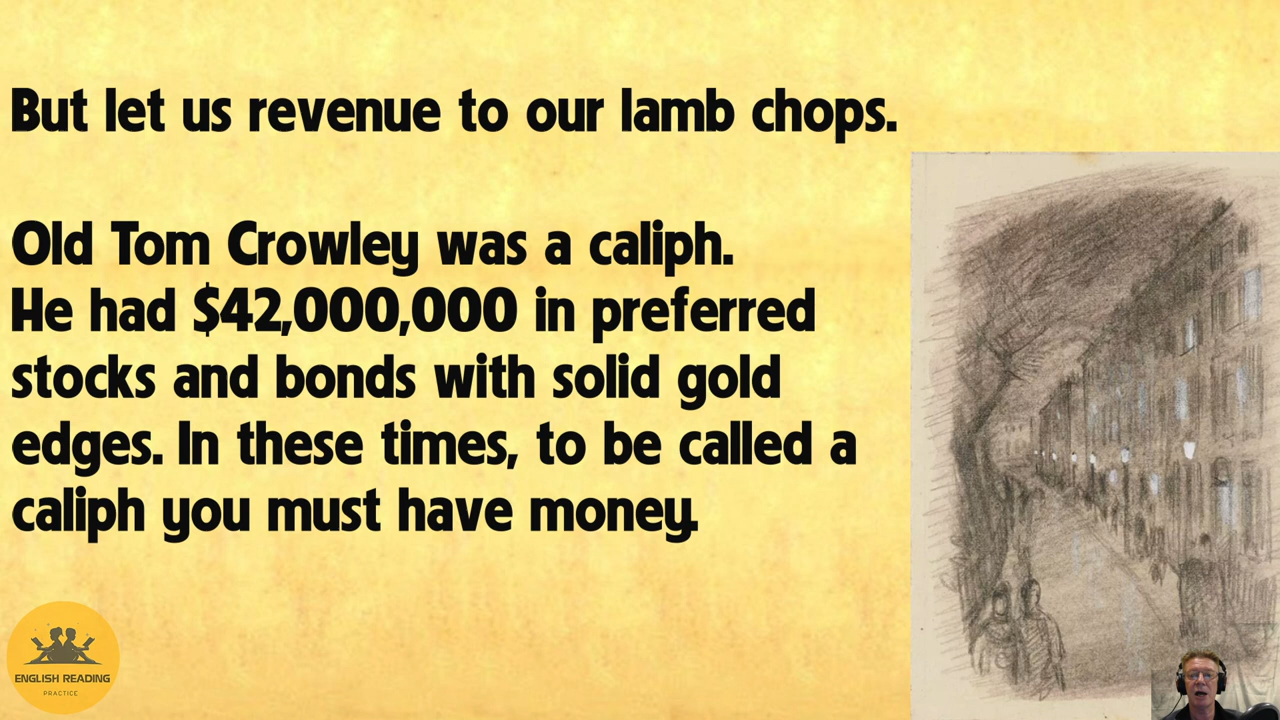 But let us revenue to our lamb chops.
Old Tom Crowley was a caliph.
He had $42,000,000 in preferred
stocks and bonds with solid gold
edges. In these times, to be called a
caliph you must have money.
ENGLISH READING
PRACTICE